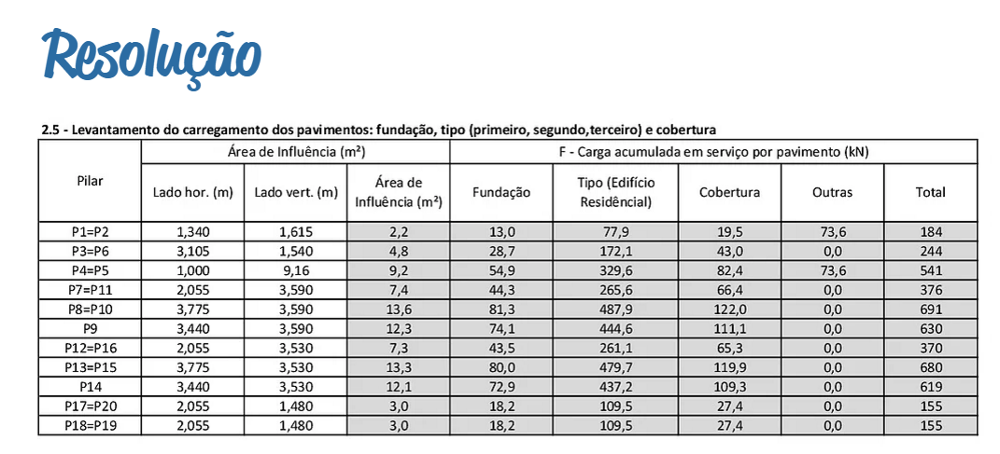 Resolução
2.5 - Levantamento do carregamento dos pavimentos: fundação, tipo (primeiro, segundo,terceiro) e cobertura
Pilar Área de Influência (m²) F - Carga acumulada em serviço por pavimento (kN)
Lado hor. (m) Lado vert. (m) Área de Influência (m²) Fundação Tipo (Edifício Residêncial) Cobertura Outras Total
P1=P2 1,340 1,615 2,2 13,0 77,9 19,5 73,6 184
P3=P6 3,105 1,540 4,8 28,7 172,1 43,0 0,0 244
P4=P5 1,000 9,16 9,2 54,9 329,6 82,4 73,6 541
P7=P11 2,055 3,590 7,4 44,3 265,6 66,4 0,0 376
P8=P10 3,775 3,590 13,6 81,3 487,9 122,0 0,0 691
P9 3,440 3,590 12,3 74,1 444,6 111,1 0,0 630
P12=P16 2,055 3,530 7,3 43,5 261,1 65,3 0,0 370
P13=P15 3,775 3,530 13,3 80,0 479,7 119,9 0,0 680
P14 3,440 3,530 12,1 72,9 437,2 109,3 0,0 619
P17=P20 2,055 1,480 3,0 18,2 109,5 27,4 0,0 155
P18=P19 2,055 1,480 3,0 18,2 109,5 27,4 0,0 155